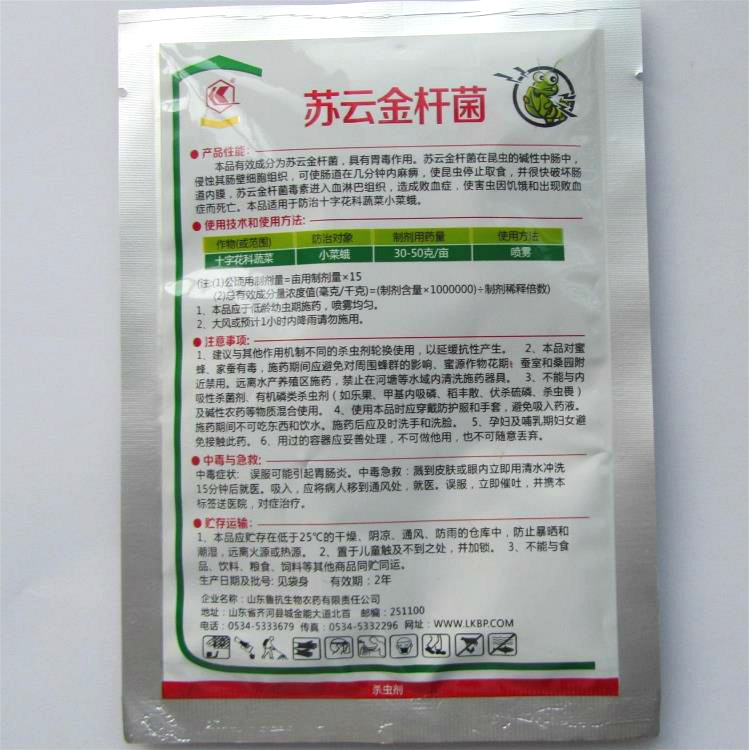 苏云金杆菌
● 产品性能：
本品有效成分为苏云金杆菌，具有胃毒作用。苏云金杆菌在昆虫的碱性中肠中，
侵蚀其肠壁细胞组织，可使肠道在几分钟内麻痹，使昆虫停止取食，并很快破坏肠
道内膜，苏云金杆菌毒素进入血淋巴组织，造成败血症，使害虫因饥饿和出现败血
症而死亡。本品适用于防治十字花科蔬菜小菜蛾。
● 使用技术和使用方法：
作物(或范围) 防治对象 制剂用药量 使用方法
十字花科蔬菜 小菜蛾 30-50克/亩 喷雾
(注:(1)公顷用制剂量=亩用制剂量×15
(2)总有效成分量浓度值(毫克/千克)=(制剂含量×1000000)÷制剂稀释倍数)
1、本品应于低龄幼虫期施药，喷雾均匀。
2、大风或预计1小时内降雨请勿施用。
● 注意事项：
1、建议与其他作用机制不同的杀虫剂轮换使用，以延缓抗性产生。 2、本品对蜜
蜂、家蚕有毒，施药期间应避免对周围蜂群的影响、蜜源作物花期、蚕室和桑园附
近禁用。远离水产养殖区施药，禁止在河塘等水域内清洗施药器具。 3、不能与内
吸性杀菌剂、有机磷类杀虫剂（如乐果、甲基内吸磷、稻丰散、伏杀硫磷、杀虫畏）
及碱性农药等物质混合使用。 4、使用本品时应穿戴防护服和手套，避免吸入药液。
施药期间不可吃东西和饮水。施药后应及时洗手和洗脸。 5、孕妇及哺乳期妇女避
免接触此药。 6、用过的容器应妥善处理，不可做他用，也不可随意丢弃。
● 中毒与急救：
中毒症状： 误服可能引起胃肠炎。中毒急救：溅到皮肤或眼内立即用清水冲洗
15分钟后就医。吸入，应将病人移到通风处，就医。误服，立即催吐，并携本
标签送医院，对症治疗。
● 贮存运输：
1、本品应贮存在低于25℃的干燥、阴凉、通风、防雨的仓库中，防止暴晒和
潮湿，远离火源或热源。 2、置于儿童触及不到之处，并加锁。 3、不能与食
品、饮料、粮食、饲料等其他商品同贮同运。
生产日期及批号: 见袋身 有效期：2年
企业名称：山东鲁抗生物农药有限责任公司
地址：山东省齐河县城金能大道北首 邮编：251100
电话：0534-5333679 传真：0534-5332296 网址：WWW.LKBP.COM
杀虫剂